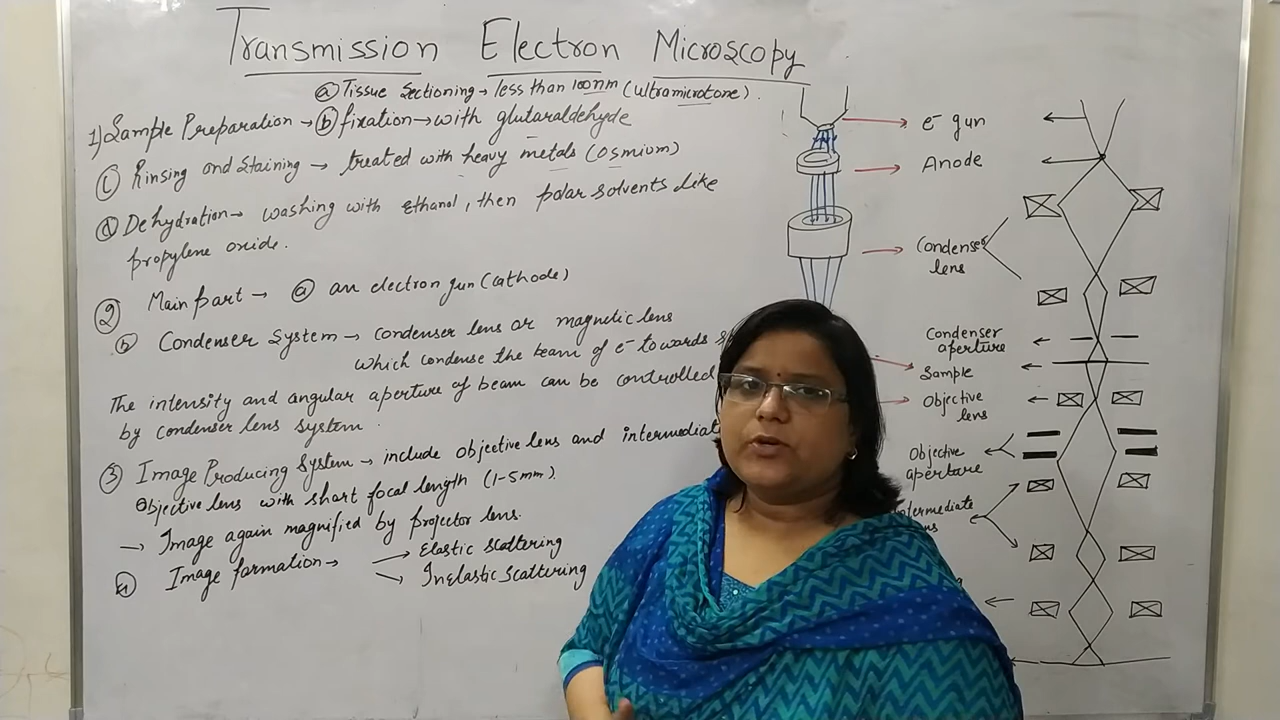 Transmission Electron Microscopy
ⓐ Tissue Sectioning → less than 100nm (ultramicrotone).
1) Sample Preparation → ⓑ fixation → with glutaraldehyde
ⓒ Rinsing and Staining → treated with heavy metals (Osmium)
ⓓ Dehydration → washing with ethanol, then polar solvents like
propylene oxide.
② Main part → ⓐ an electron gun (cathode)
ⓑ Condenser System → condenser lens or magnetic lens
which condense the beam of e⁻ towards
The intensity and angular aperture of beam can be controlled
by condenser lens system.
③ Image Producing System → include objective lens and intermediat
Objective lens with short focal length (1-5mm).
→ Image again magnified by projector lens.
④ Image formation → Elastic scattering
Inelastic scattering
e⁻ gun
Anode
Condenser
lens
Condenser
aperture
Sample
Objective
lens
Objective
aperture
ntermediate